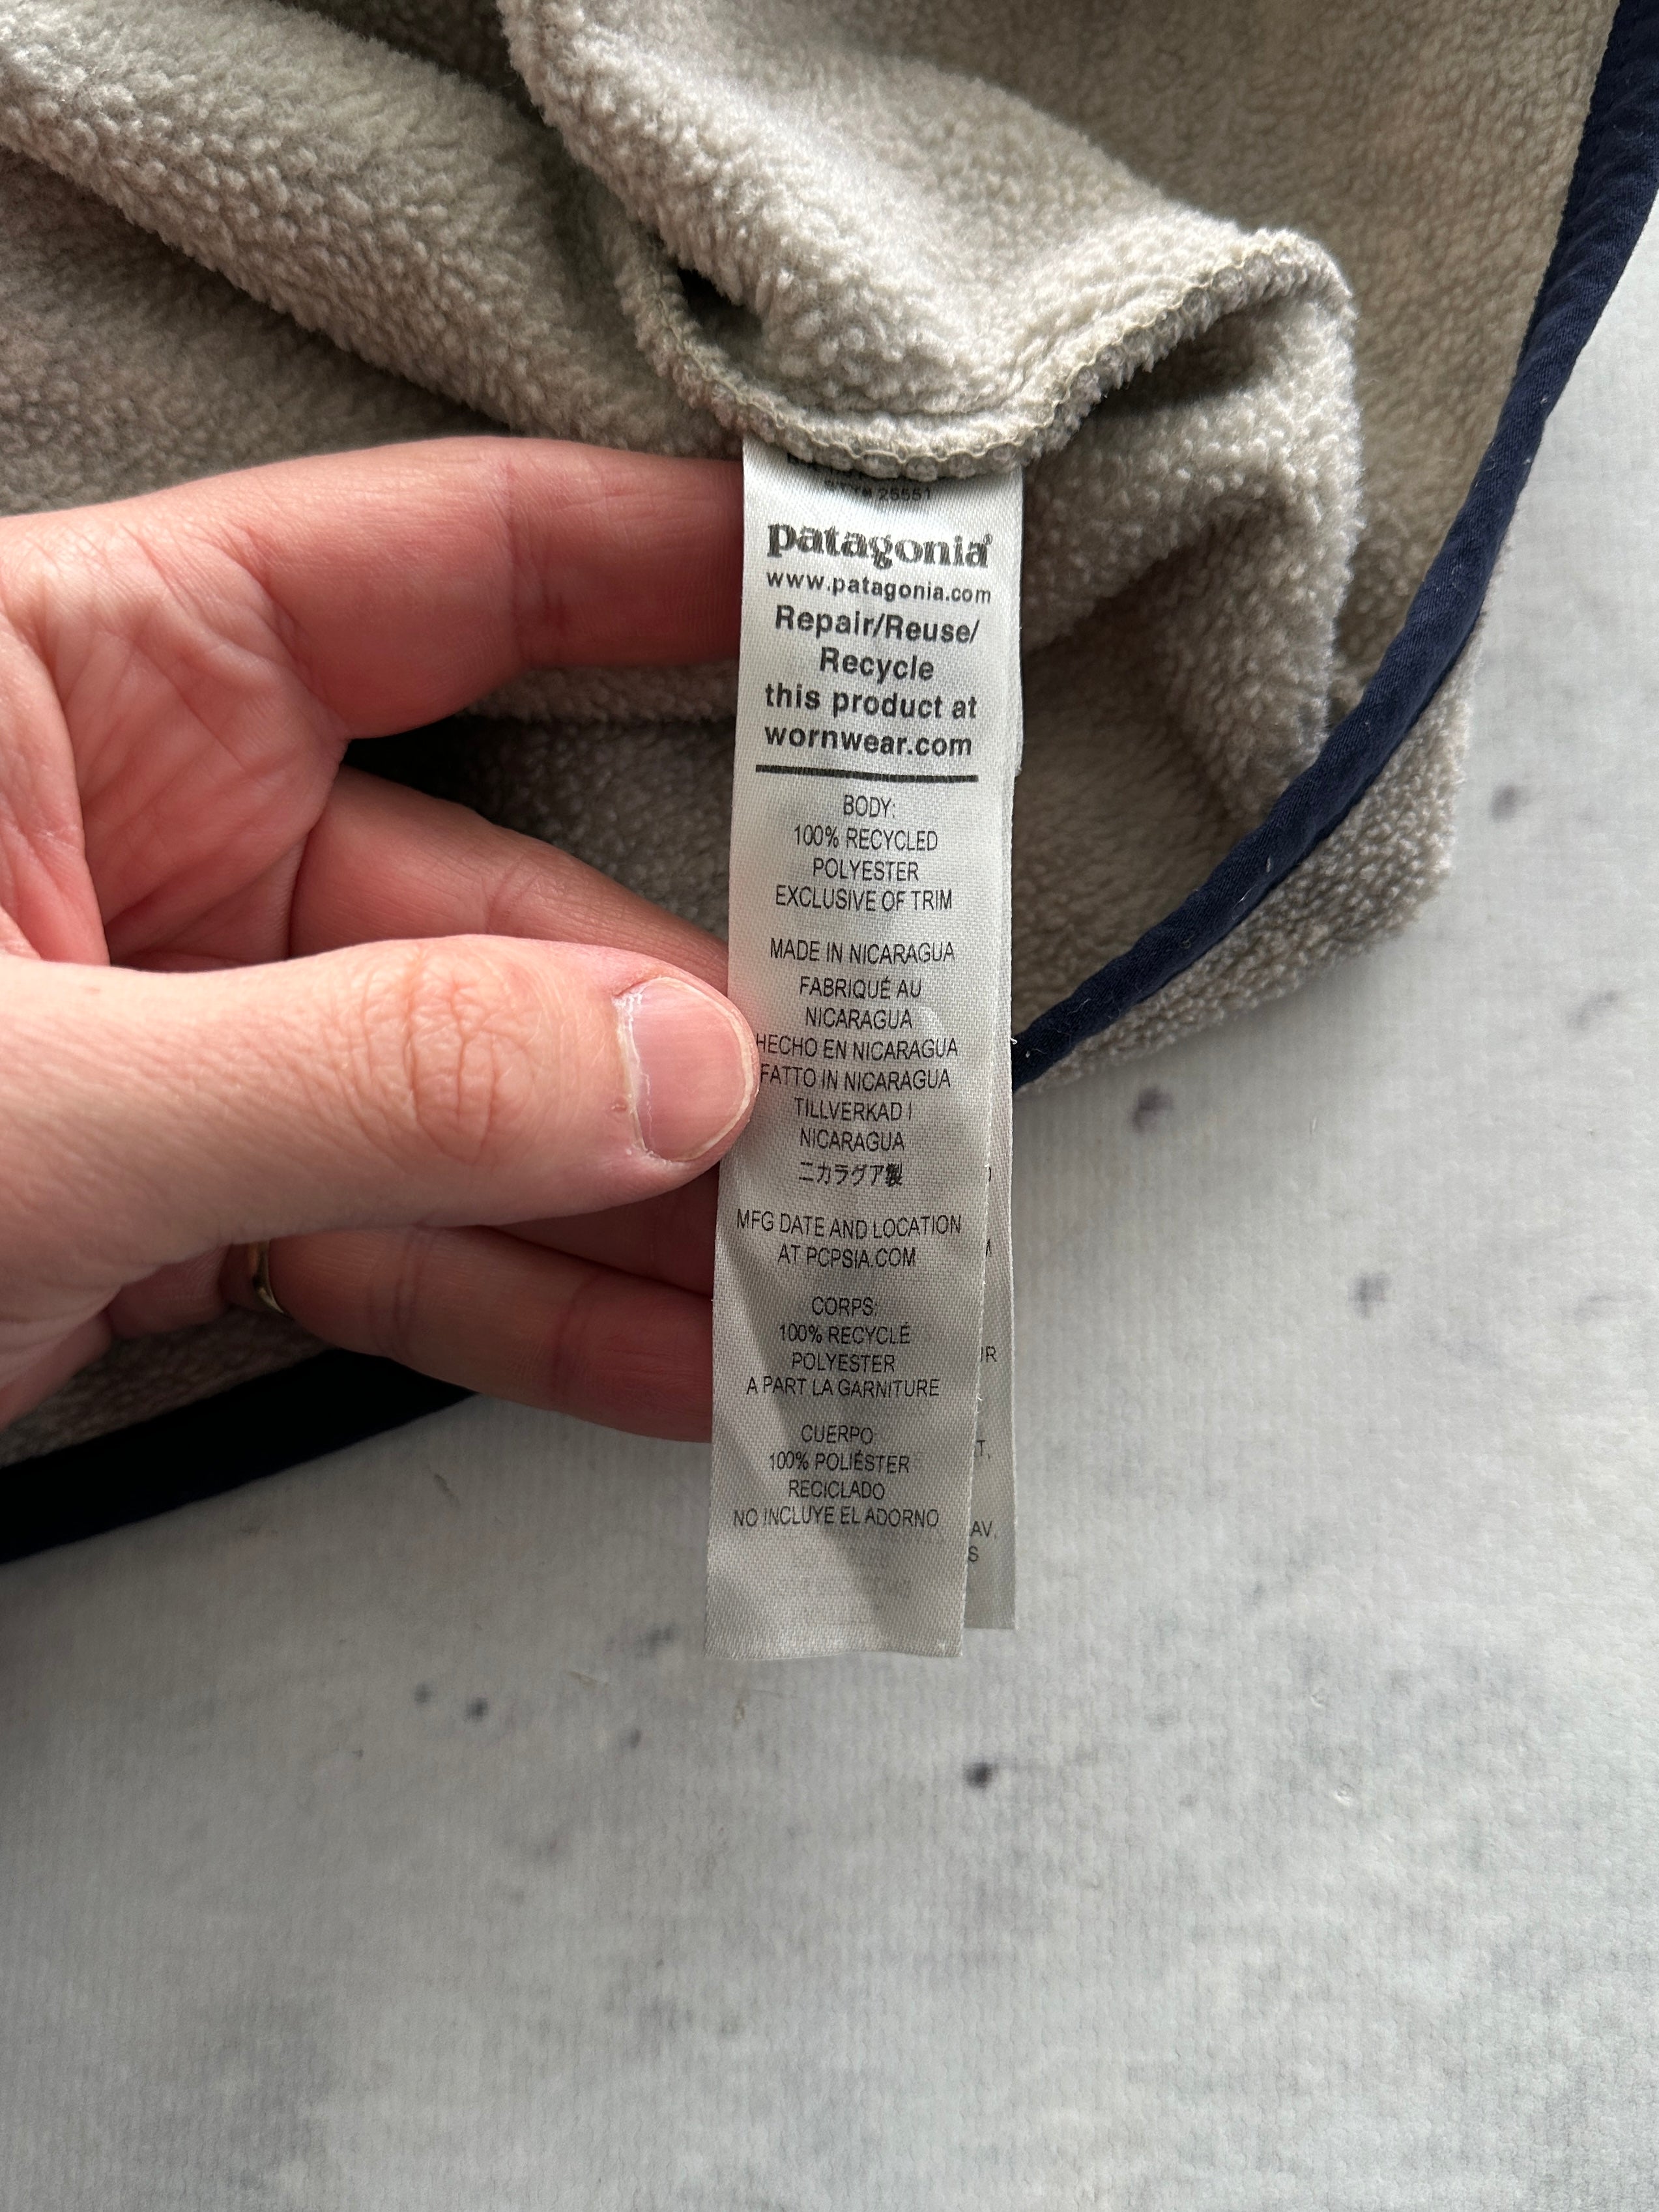 25551
patagonia®
www.patagonia.com
Repair/Reuse/
Recycle
this product at
wornwear.com
BODY:
100% RECYCLED
POLYESTER
EXCLUSIVE OF TRIM
MADE IN NICARAGUA
FABRIQUÉ AU
NICARAGUA
HECHO EN NICARAGUA
FATTO IN NICARAGUA
TILLVERKAD I
NICARAGUA
ニカラグア製
MFG DATE AND LOCATION
AT PCPSIA.COM
CORPS:
100% RECYCLÉ
POLYESTER
A PART LA GARNITURE
CUERPO:
100% POLIÉSTER
RECICLADO
NO INCLUYE EL ADORNO